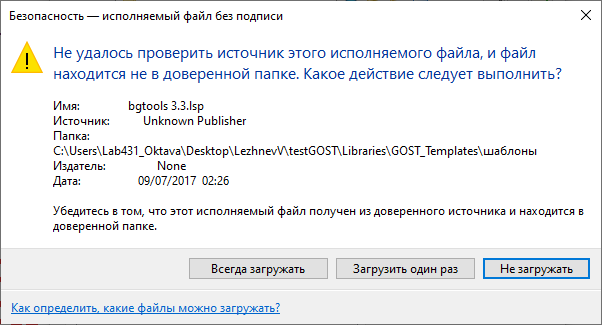 Безопасность — исполняемый файл без подписи
Не удалось проверить источник этого исполняемого файла, и файл
находится не в доверенной папке. Какое действие следует выполнить?
Имя: bgtools 3.3.lsp
Источник: Unknown Publisher
Папка:
C:\Users\Lab431_Oktava\Desktop\LezhnevV\testGOST\Libraries\GOST_Templates\шаблоны
Издатель: None
Дата: 09/07/2017 02:26
Убедитесь в том, что этот исполняемый файл получен из доверенного источника и находится в
доверенной папке.
Всегда загружать Загрузить один раз Не загружать
Как определить, какие файлы можно загружать?